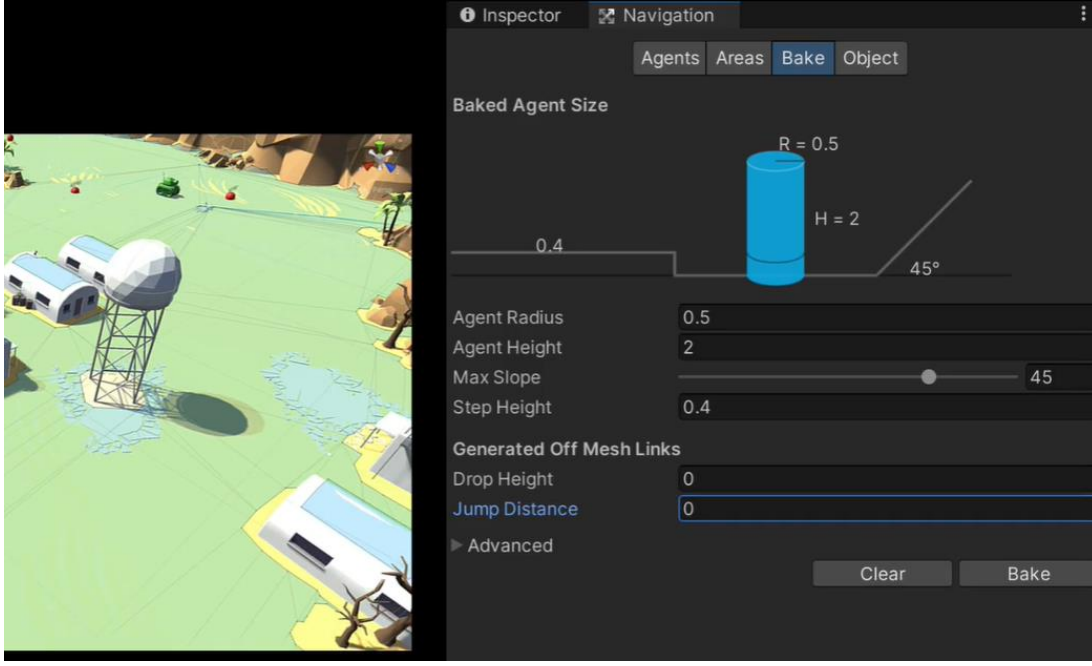 Inspector Navigation
Agents Areas Bake Object
Baked Agent Size
R = 0.5
H = 2
0.4
45°
Agent Radius 0.5
Agent Height 2
Max Slope 45
Step Height 0.4
Generated Off Mesh Links
Drop Height 0
Jump Distance 0
Advanced
Clear Bake